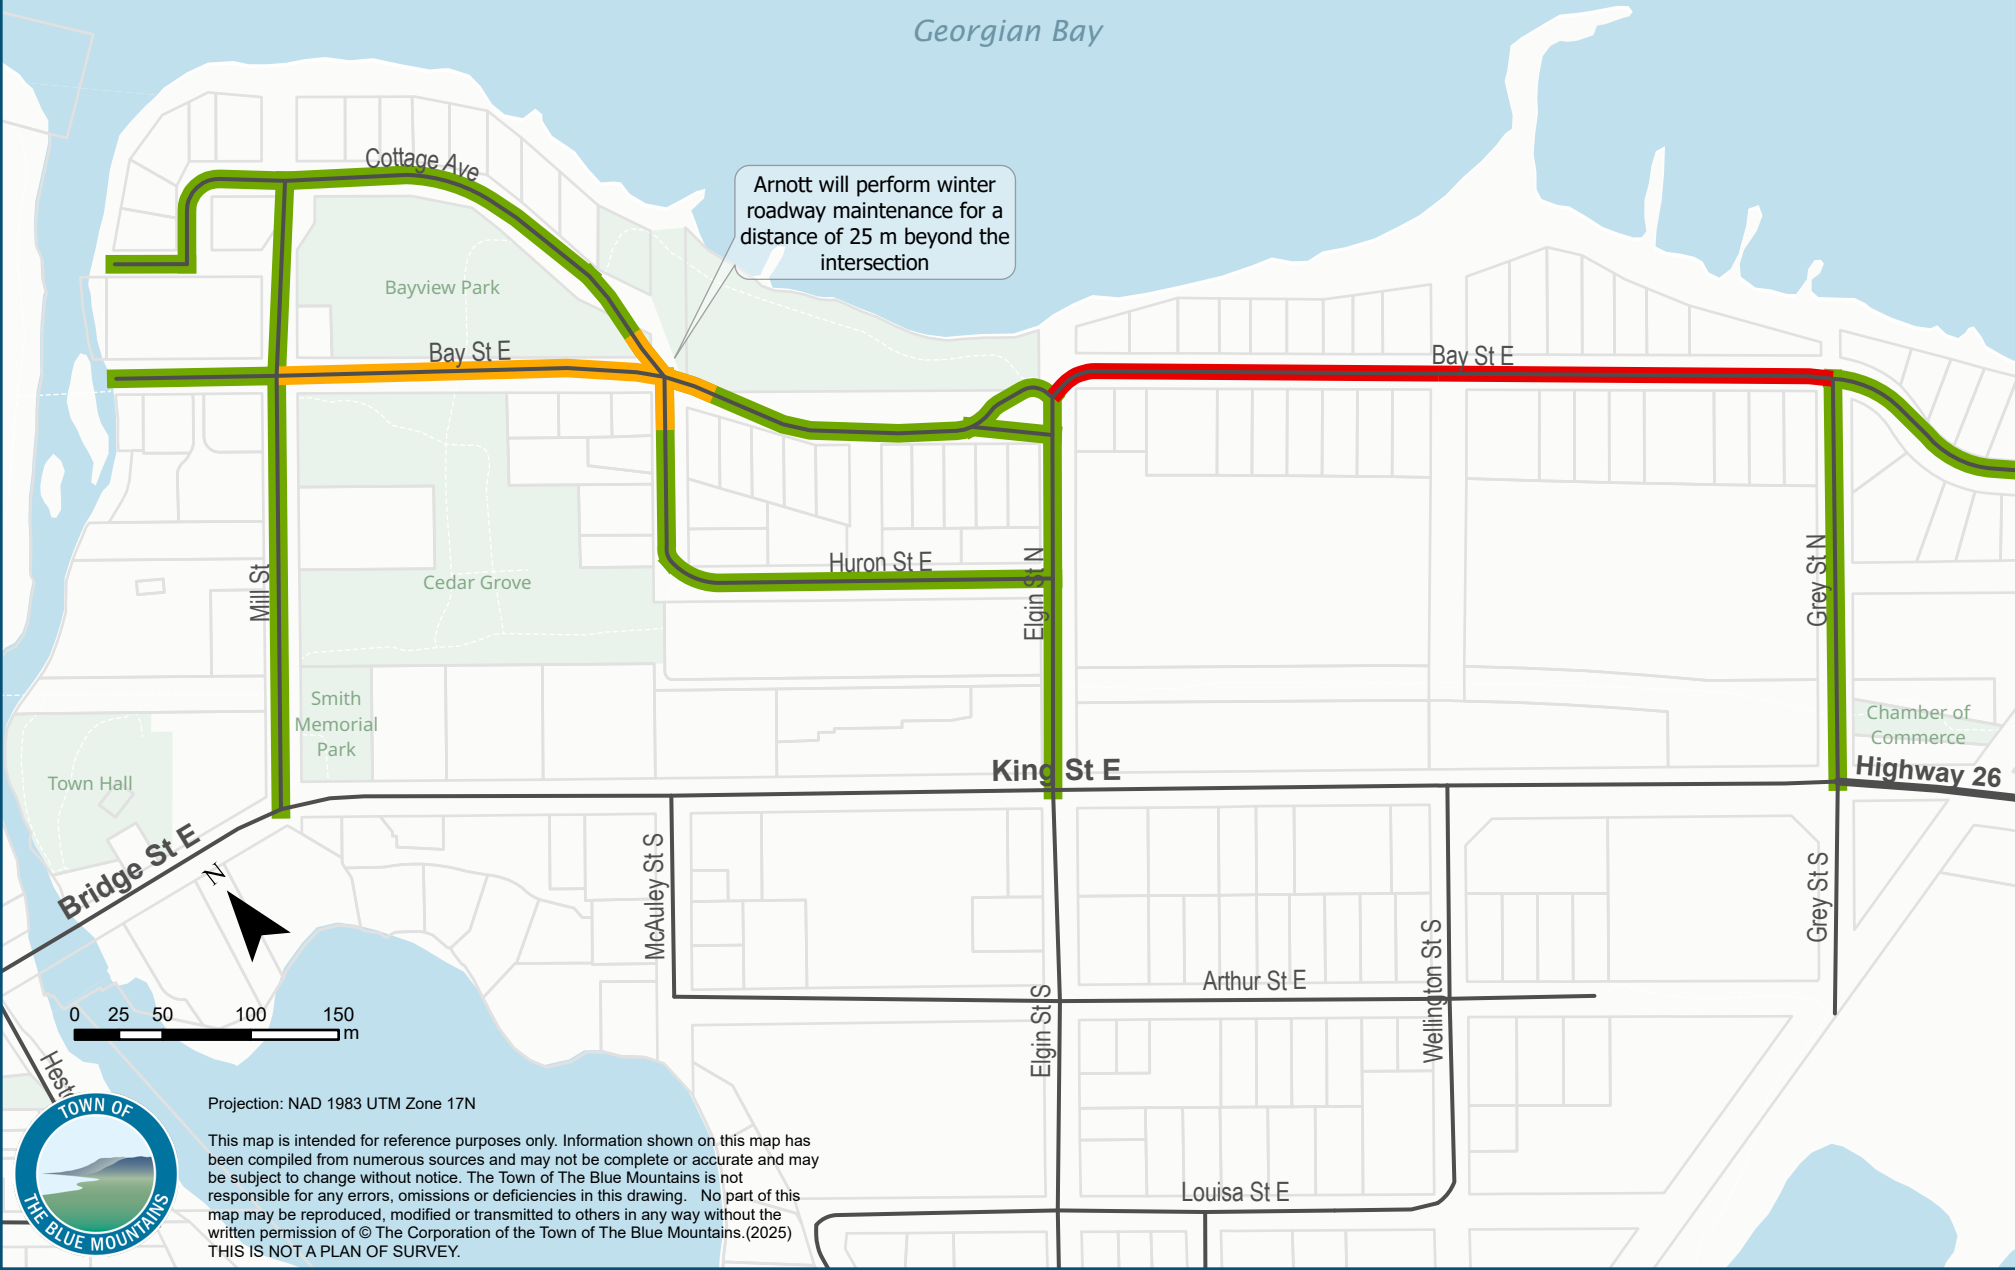 Georgian Bay
Cottage Ave
Arnott will perform winter
roadway maintenance for a
distance of 25 m beyond the
intersection
Bayview Park
Bay St E
Bay St E
Huron St E
Cedar Grove
Mill St
Elgin St N
Grey St N
Smith
Memorial
Park
Chamber of
Commerce
Town Hall
King St E
Highway 26
Bridge St E
N
McAuley St S
Grey St S
Wellington St S
Arthur St E
Elgin St S
0 25 50 100 150
m
Hest
Projection: NAD 1983 UTM Zone 17N
This map is intended for reference purposes only. Information shown on this map has
been compiled from numerous sources and may not be complete or accurate and may
be subject to change without notice. The Town of The Blue Mountains is not
responsible for any errors, omissions or deficiencies in this drawing. No part of this
map may be reproduced, modified or transmitted to others in any way without the
written permission of © The Corporation of the Town of The Blue Mountains.(2025)
THIS IS NOT A PLAN OF SURVEY.
TOWN OF
THE BLUE MOUNTAINS
Louisa St E